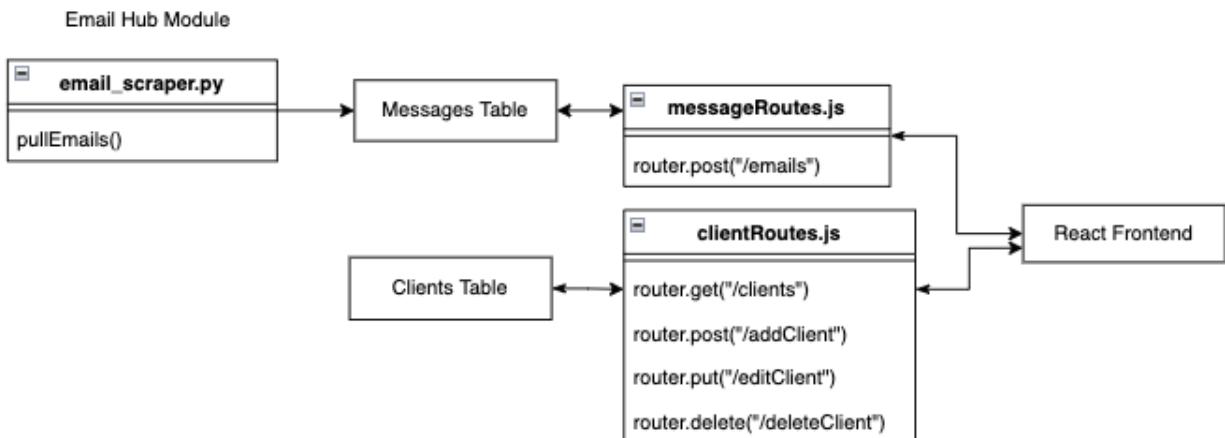 Email Hub Module
email_scraper.py
pullEmails()
Messages Table
messageRoutes.js
router.post("/emails")
Clients Table
clientRoutes.js
router.get("/clients")
router.post("/addClient")
router.put("/editClient")
router.delete("/deleteClient")
React Frontend